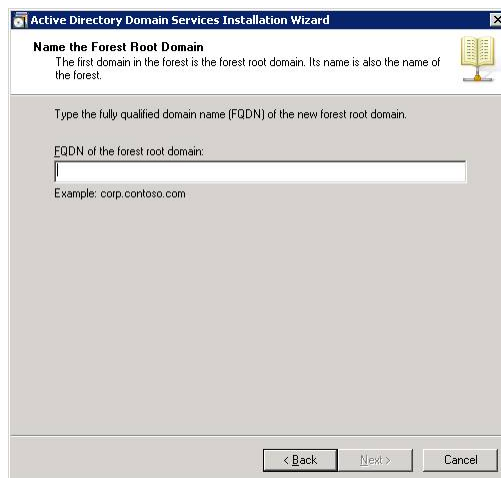 Active Directory Domain Services Installation Wizard
Name the Forest Root Domain
The first domain in the forest is the forest root domain. Its name is also the name of
the forest.
Type the fully qualified domain name (FQDN) of the new forest root domain.
FQDN of the forest root domain:
Example: corp.contoso.com
< Back Next > Cancel